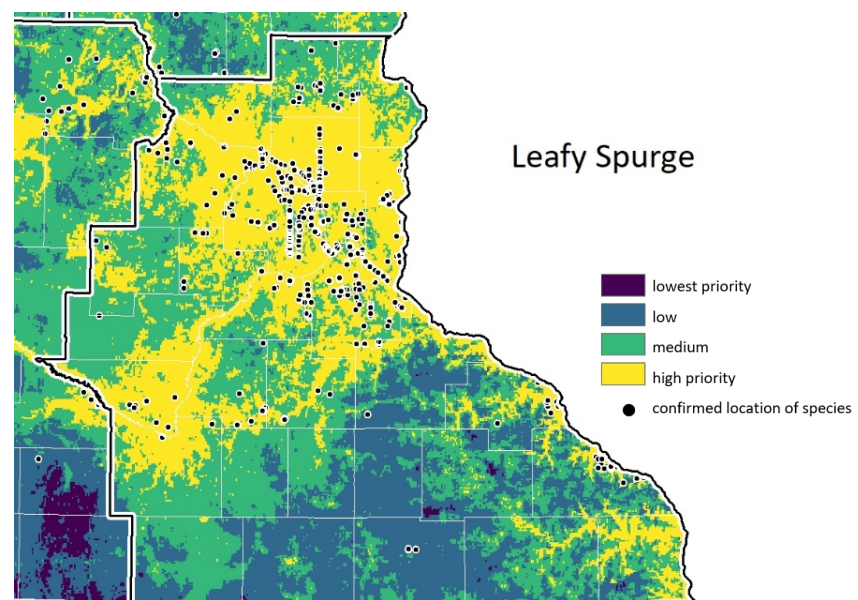 Leafy Spurge
lowest priority
low
medium
high priority
confirmed location of species